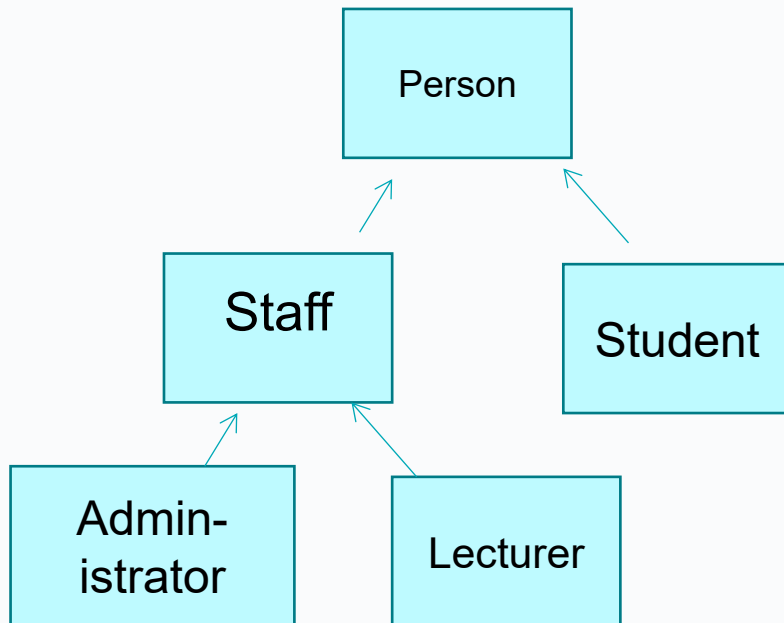 Person
Staff
Student
Admin-
istrator
Lecturer